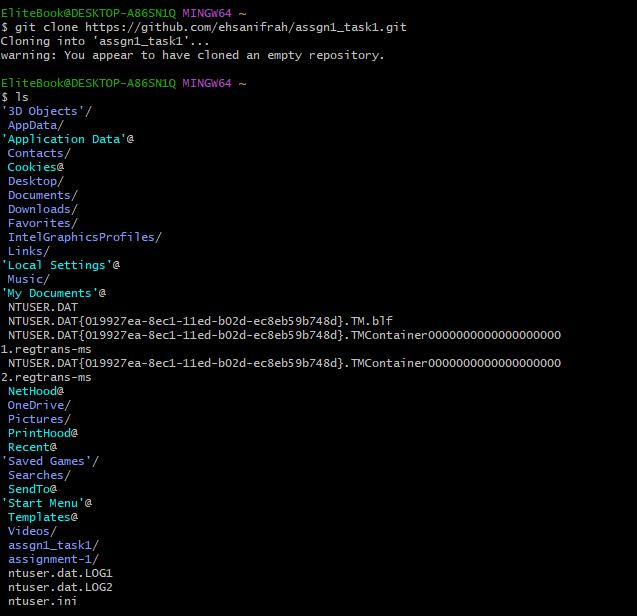 EliteBook@DESKTOP-A86SN1Q MINGW64 ~
$ git clone https://github.com/ehsanifrah/assgn1_task1.git
Cloning into 'assgn1_task1'...
warning: You appear to have cloned an empty repository.

EliteBook@DESKTOP-A86SN1Q MINGW64 ~
$ ls
'3D Objects'/
 AppData/
'Application Data'@
 Contacts/
 Cookies@
 Desktop/
 Documents/
 Downloads/
 Favorites/
 IntelGraphicsProfiles/
 Links/
'Local Settings'@
 Music/
'My Documents'@
 NTUSER.DAT
 NTUSER.DAT{019927ea-8ec1-11ed-b02d-ec8eb59b748d}.TM.blf
 NTUSER.DAT{019927ea-8ec1-11ed-b02d-ec8eb59b748d}.TMContainer0000000000000000000
1.regtrans-ms
 NTUSER.DAT{019927ea-8ec1-11ed-b02d-ec8eb59b748d}.TMContainer0000000000000000000
2.regtrans-ms
 NetHood@
 OneDrive/
 Pictures/
 PrintHood@
 Recent@
'Saved Games'/
 Searches/
 SendTo@
'Start Menu'@
 Templates@
 Videos/
 assgn1_task1/
 assignment-1/
 ntuser.dat.LOG1
 ntuser.dat.LOG2
 ntuser.ini